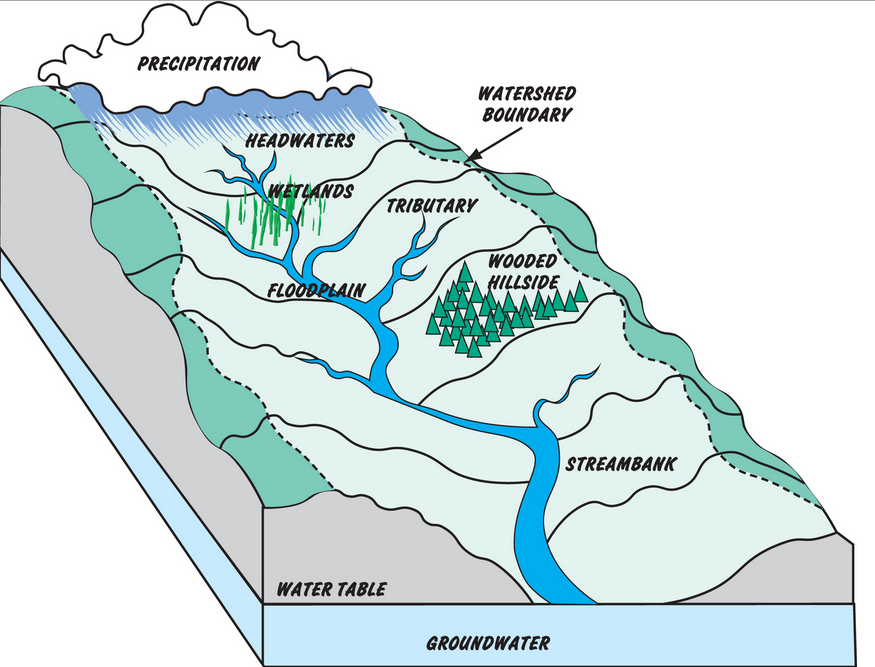 PRECIPITATION
WATERSHED
BOUNDARY
HEADWATERS
WETLANDS
TRIBUTARY
WOODED
HILLSIDE
FLOODPLAIN
STREAMBANK
WATER TABLE
GROUNDWATER